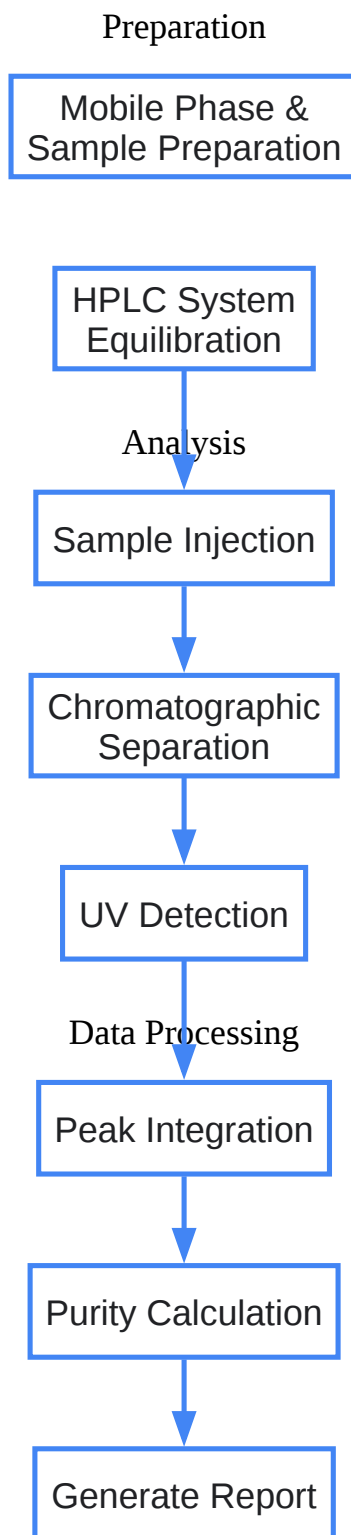 Preparation
Mobile Phase &
Sample Preparation
HPLC System
Equilibration
Analysis
Sample Injection
Chromatographic
Separation
UV Detection
Data Processing
Peak Integration
Purity Calculation
Generate Report